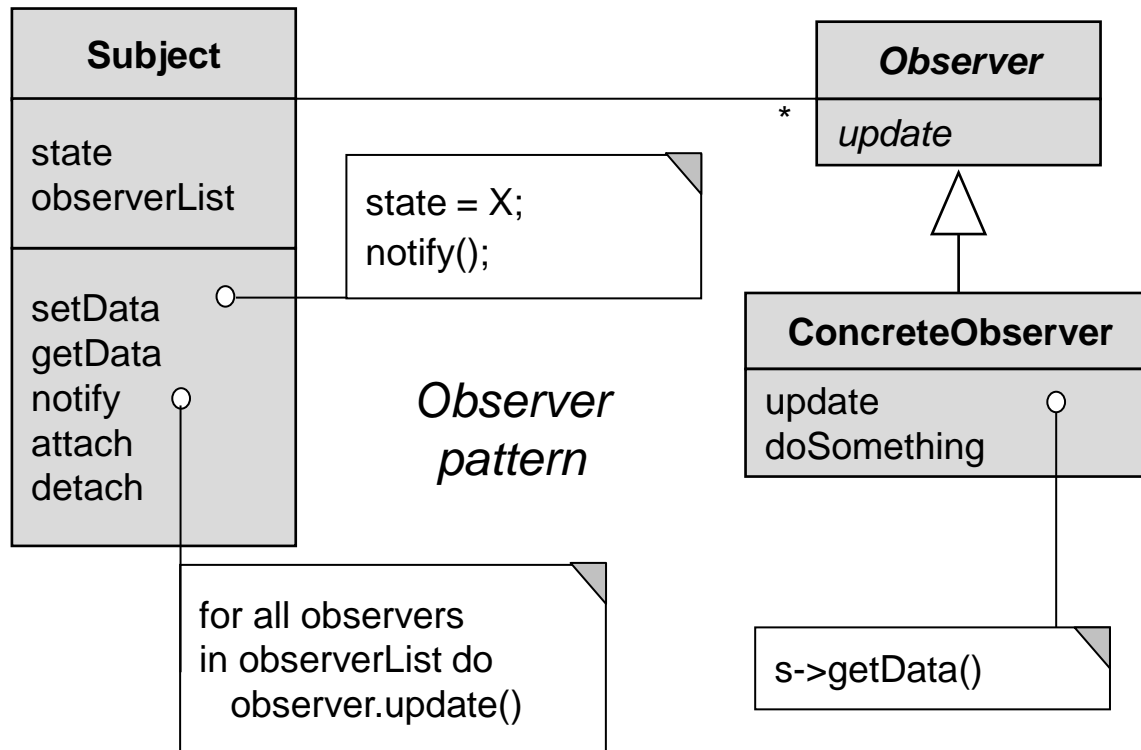 Subject
state
observerList
setData
getData
notify
attach
detach
state = X;
notify();
for all observers
in observerList do
observer.update()
Observer
pattern
*
Observer
update
ConcreteObserver
update
doSomething
s->getData()